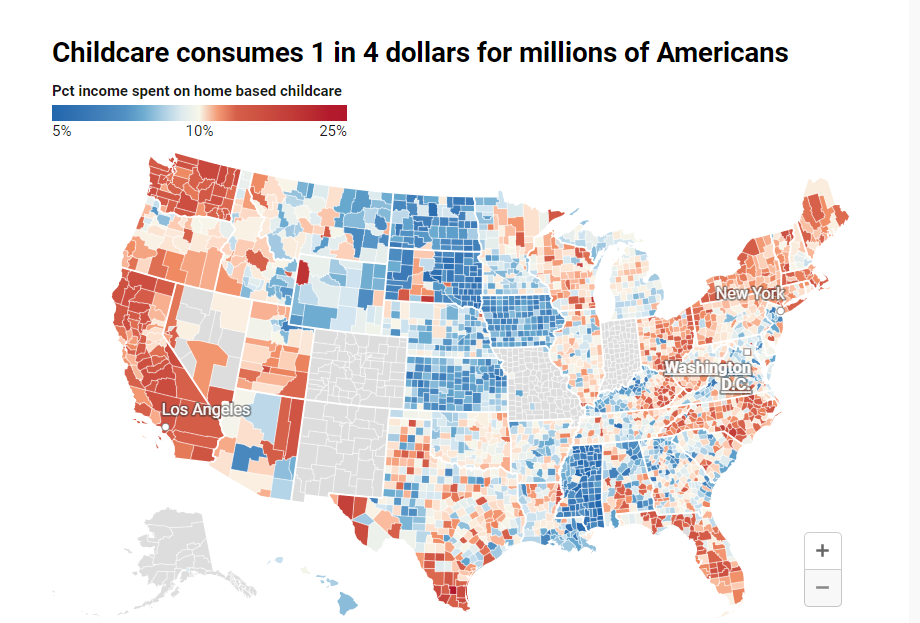 Childcare consumes 1 in 4 dollars for millions of Americans
Pct income spent on home based childcare
5% 10% 25%
New York
Washington
D.C.
Los Angeles
+
−